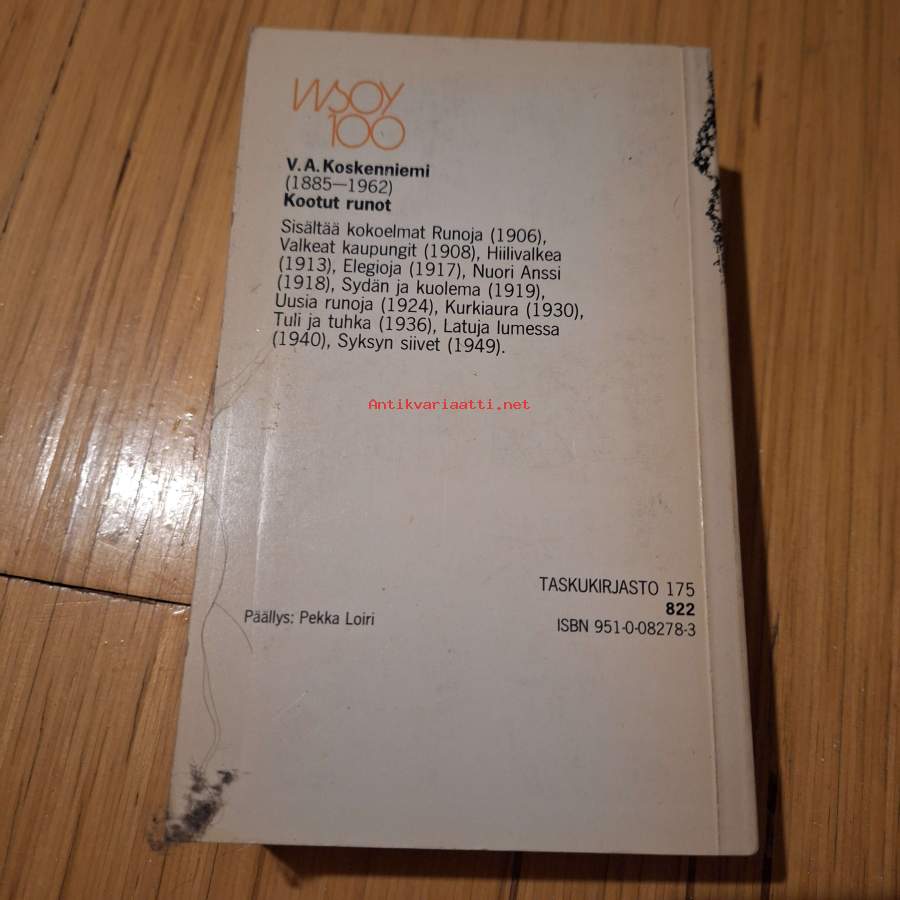 WSOY
100
V. A. Koskenniemi
(1885—1962)
Kootut runot
Sisältää kokoelmat Runoja (1906),
Valkeat kaupungit (1908), Hiilivalkea
(1913), Elegioja (1917), Nuori Anssi
(1918), Sydän ja kuolema (1919),
Uusia runoja (1924), Kurkiaura (1930),
Tuli ja tuhka (1936), Latuja lumessa
(1940), Syksyn siivet (1949).
Antikvariaatti.net
TASKUKIRJASTO 175
822
ISBN 951-0-08278-3
Päällys: Pekka Loiri